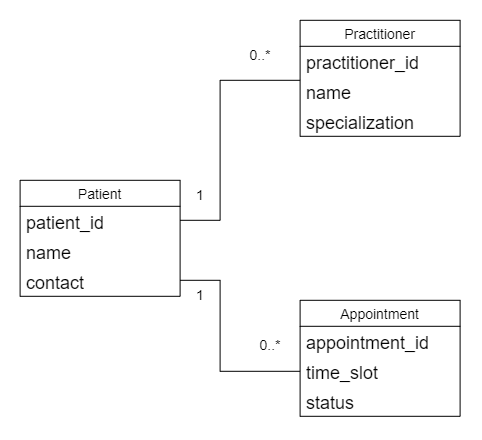 Practitioner
practitioner_id
name
specialization
0..*
1
Patient
patient_id
name
contact
1
0..*
Appointment
appointment_id
time_slot
status